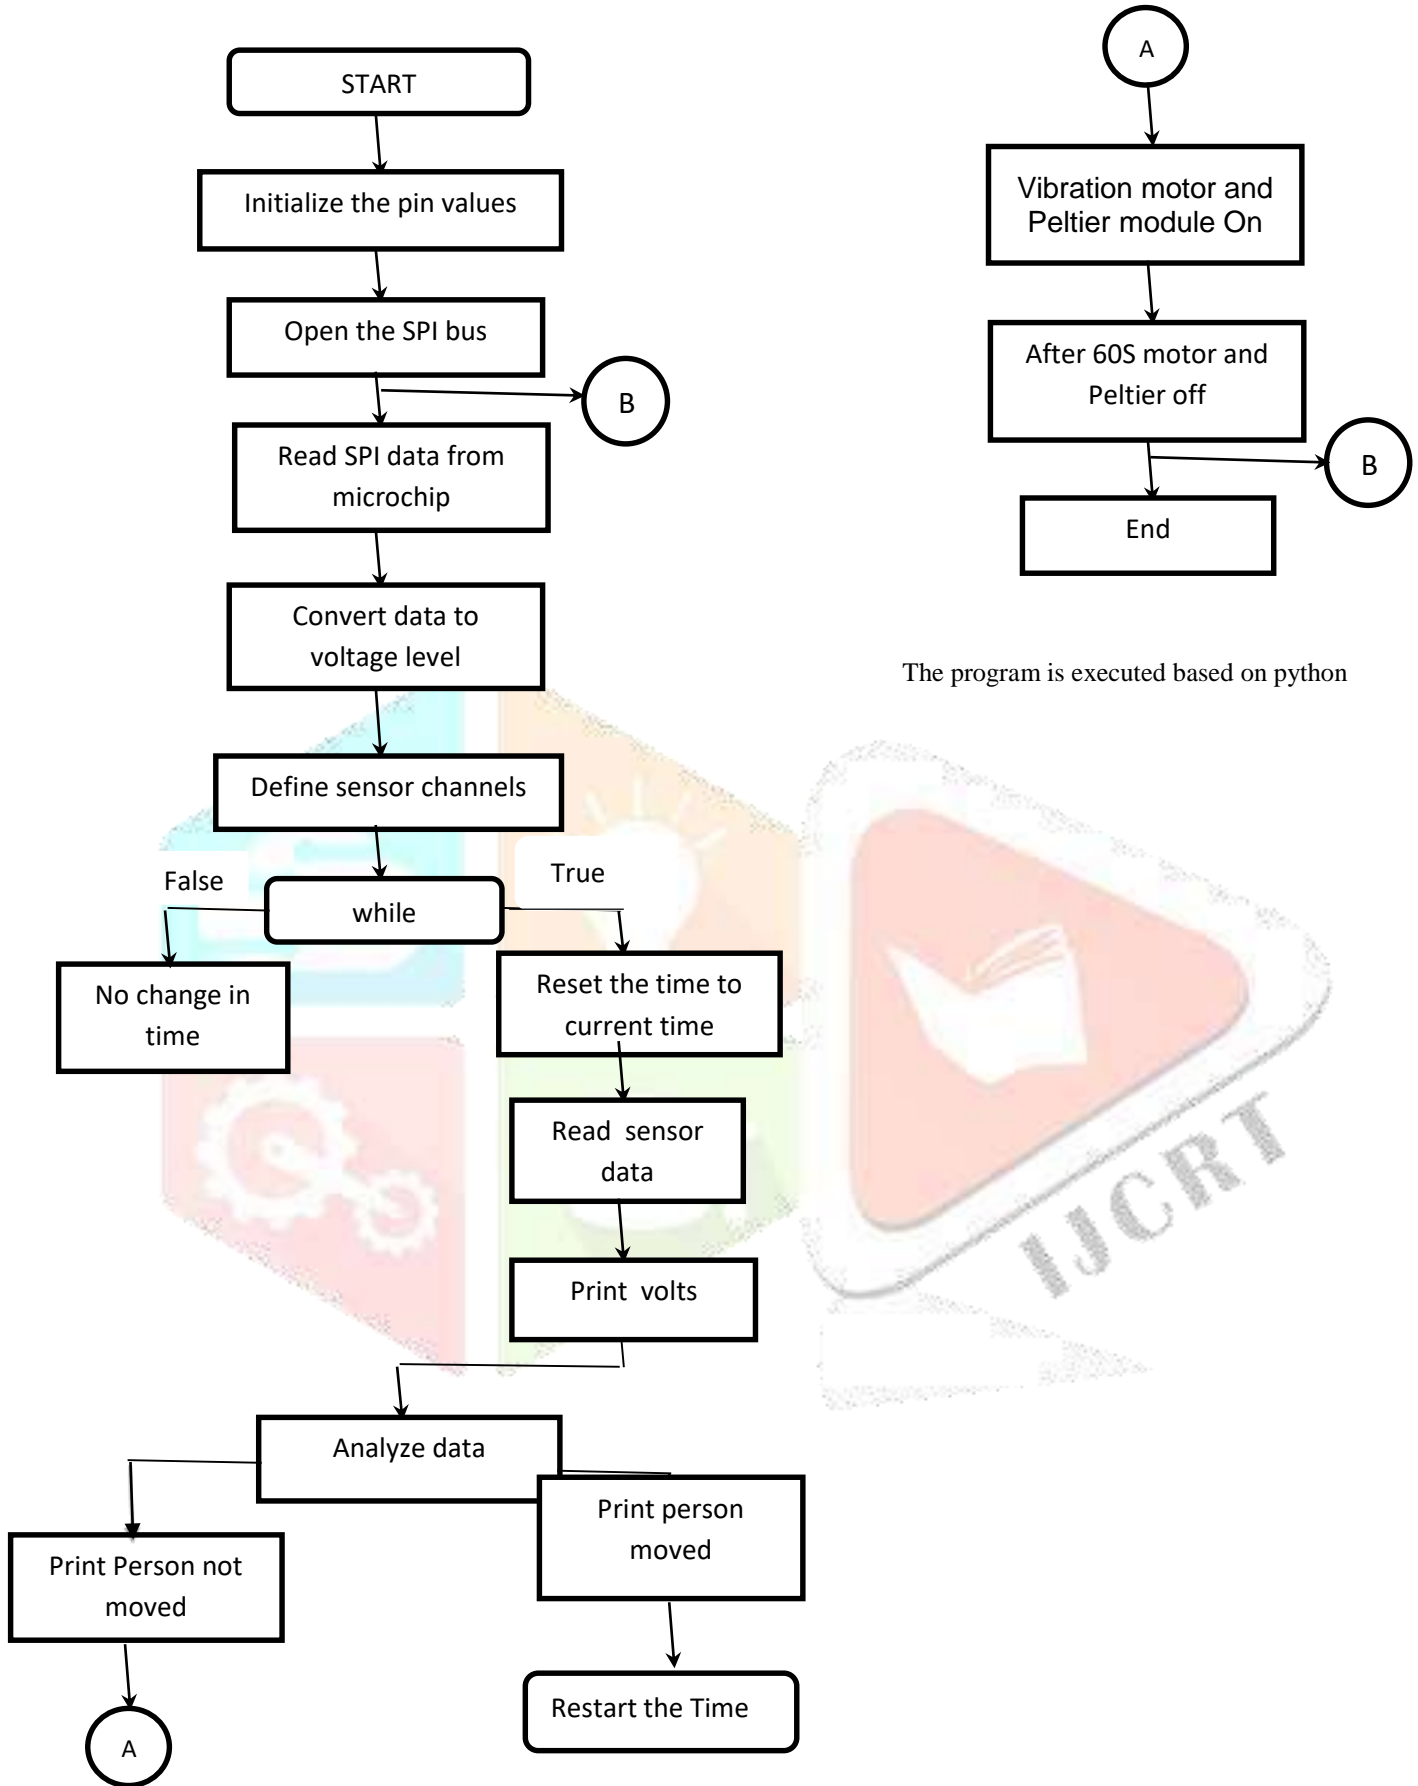 START
Initialize the pin values
Open the SPI bus
B
Read SPI data from
microchip
Convert data to
voltage level
Define sensor channels
False
True
while
No change in
time
Reset the time to
current time
Read sensor
data
Print volts
Analyze data
Print person
moved
Print Person not
moved
Restart the Time
A
A
Vibration motor and
Peltier module On
After 60S motor and
Peltier off
B
End
The program is executed based on python
IJCRT